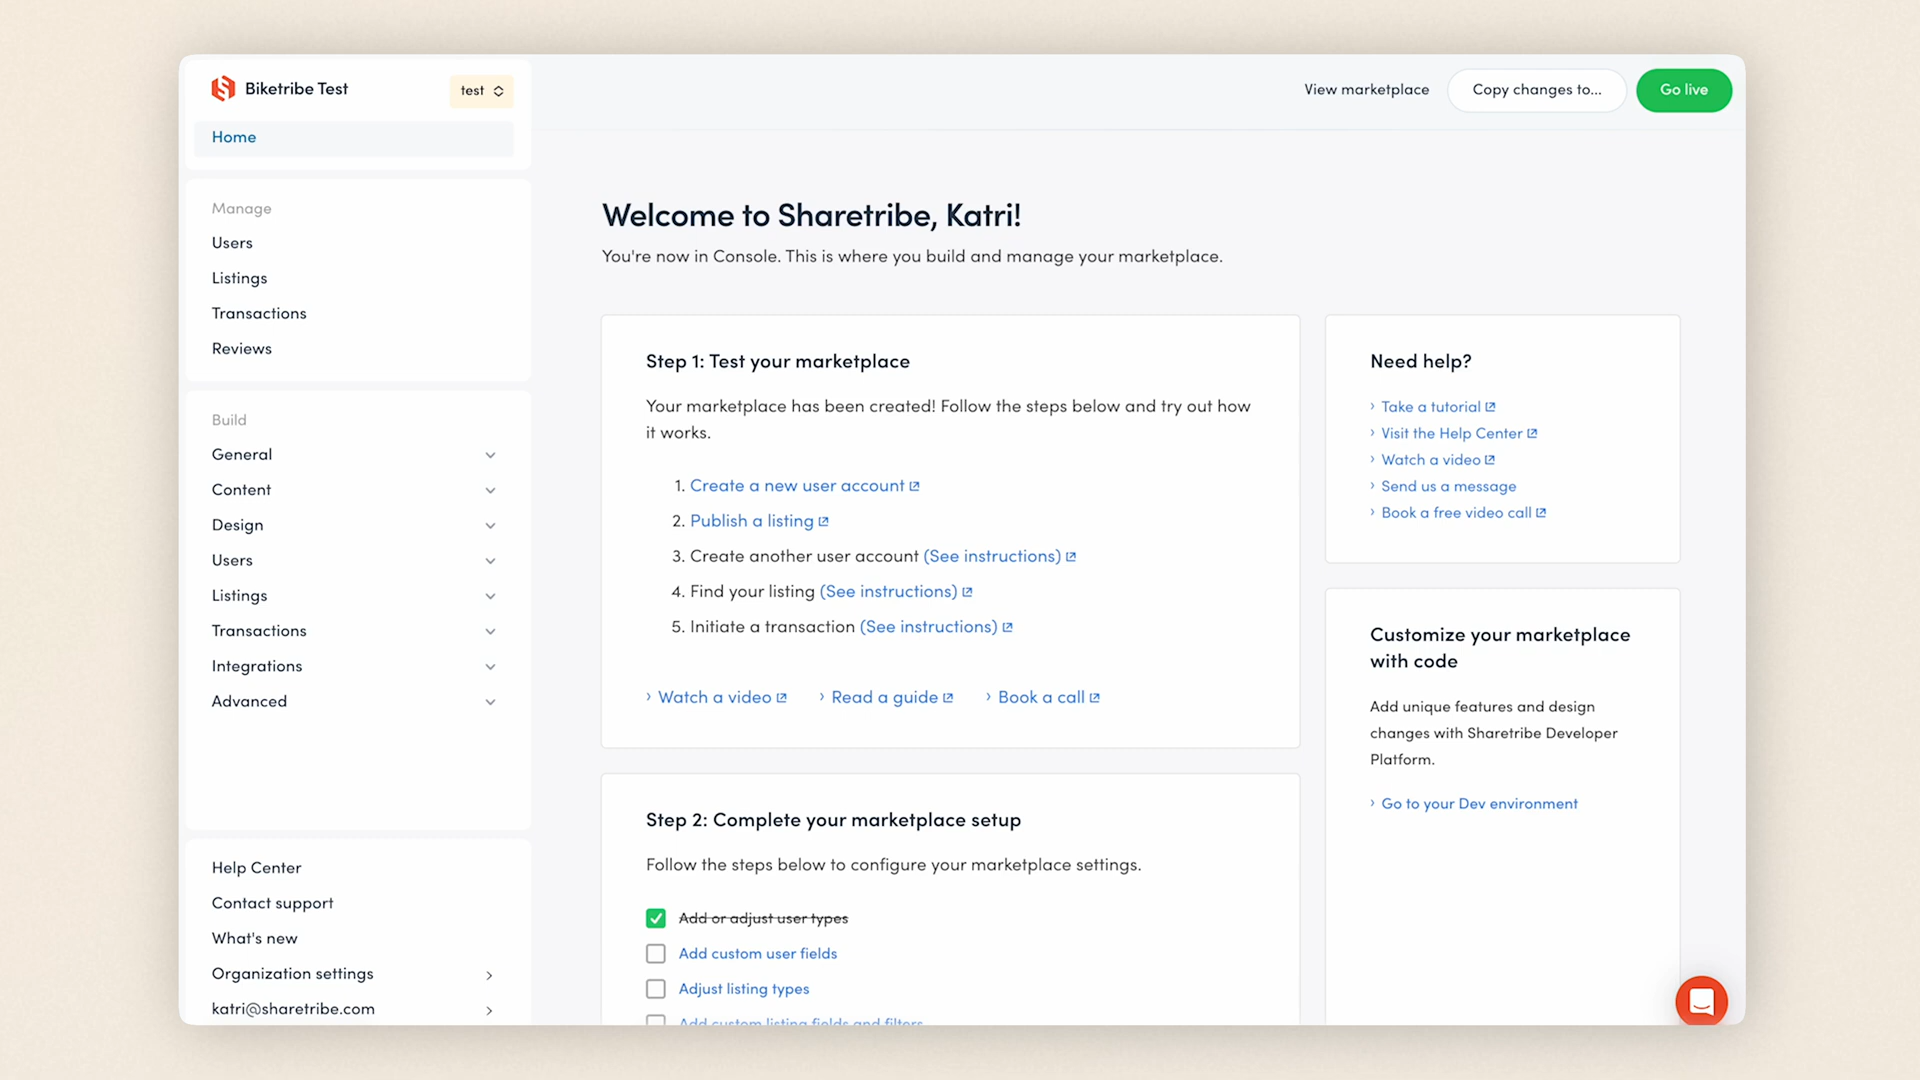 Biketribe Test
test
Home
Manage
Users
Listings
Transactions
Reviews
Build
General
Content
Design
Users
Listings
Transactions
Integrations
Advanced
Help Center
Contact support
What's new
Organization settings
katri@sharetribe.com
View marketplace
Copy changes to...
Go live
Welcome to Sharetribe, Katri!
You're now in Console. This is where you build and manage your marketplace.
Step 1: Test your marketplace
Your marketplace has been created! Follow the steps below and try out how
it works.
1. Create a new user account
2. Publish a listing
3. Create another user account (See instructions)
4. Find your listing (See instructions)
5. Initiate a transaction (See instructions)
Watch a video
Read a guide
Book a call
Step 2: Complete your marketplace setup
Follow the steps below to configure your marketplace settings.
Add or adjust user types
Add custom user fields
Adjust listing types
Add custom listing fields and filters
Need help?
Take a tutorial
Visit the Help Center
Watch a video
Send us a message
Book a free video call
Customize your marketplace
with code
Add unique features and design
changes with Sharetribe Developer
Platform.
Go to your Dev environment